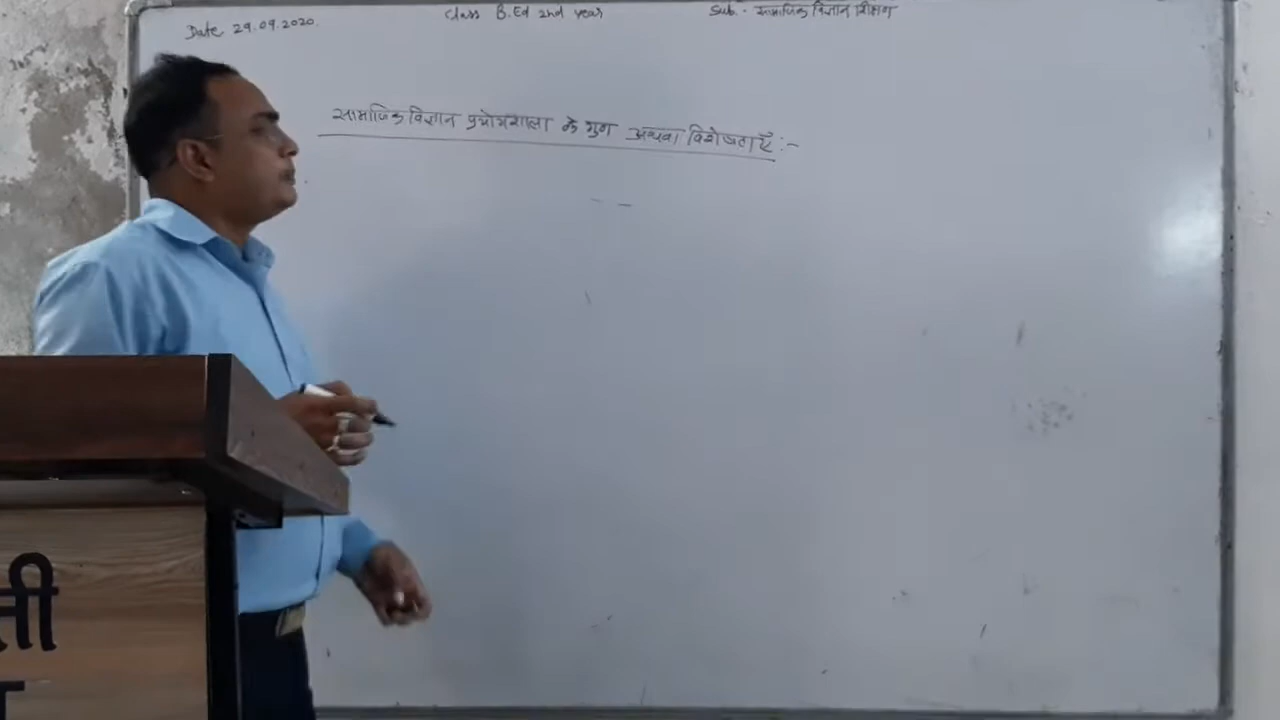 Date 29.09.2020.
Class B.Ed 2nd year
Sub. - सामाजिक विज्ञान शिक्षण
सामाजिक विज्ञान प्रयोगशाला के गुण अथवा विशेषताएँ :-